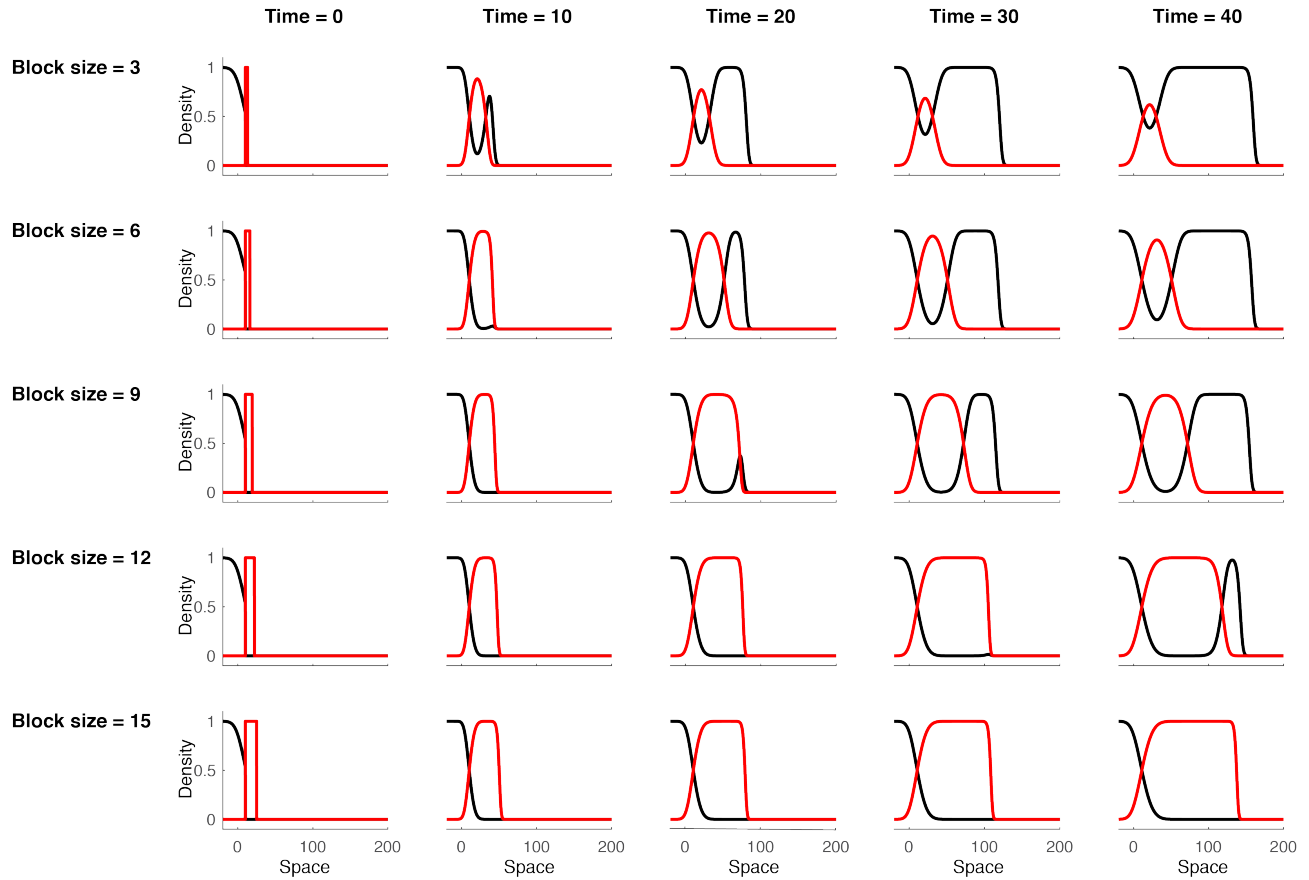 Time = 0 Time = 10 Time = 20 Time = 30 Time = 40
Block size = 3
Density
1
0.5
0
Block size = 6
Density
1
0.5
0
Block size = 9
Density
1
0.5
0
Block size = 12
Density
1
0.5
0
Block size = 15
Density
1
0.5
0
0 100 200 0 100 200 0 100 200 0 100 200 0 100 200
Space Space Space Space Space